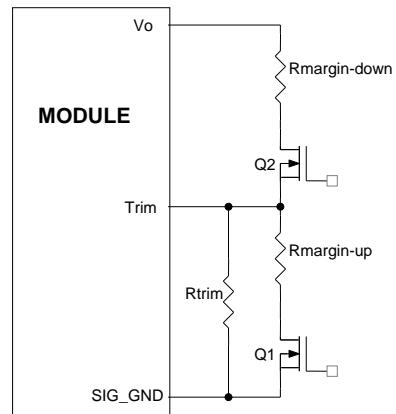 Vo
Rmargin-down
MODULE
Q2
Trim
Rmargin-up
Rtrim
Q1
SIG_GND